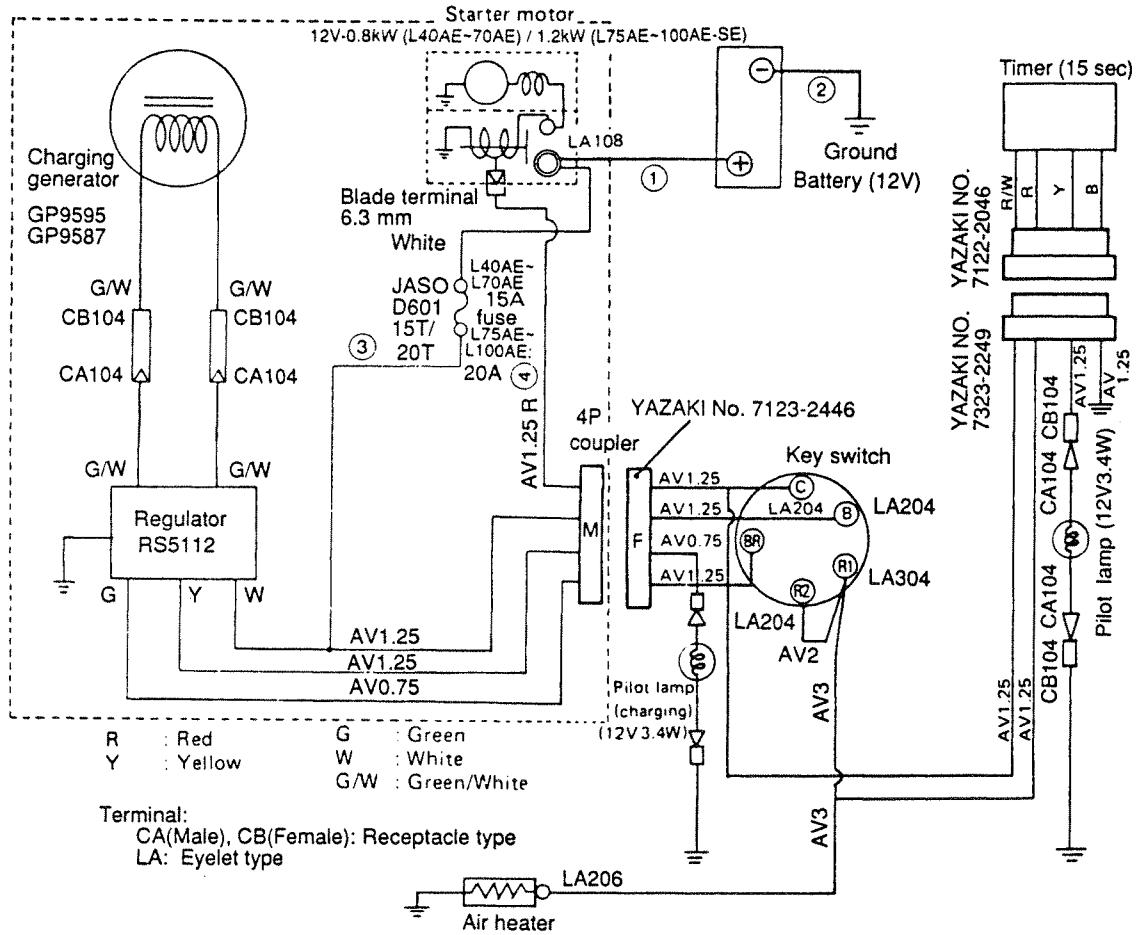 Starter motor
12V-0.8kW (L40AE~70AE) / 1.2kW (L75AE~100AE-SE)
Charging
generator
GP9595
GP9587
G/W
G/W
CB104
CB104
CA104
CA104
G/W
G/W
Regulator
RS5112
G
Y
W
AV1.25
AV1.25
AV0.75
LA108
Blade terminal
6.3 mm
White
JASO
D601
15T/
20T
L40AE~
L70AE
15A
fuse
L75AE~
L100AE:
20A
3
4
AV1.25 R
1
2
−
+
Ground
Battery (12V)
4P
coupler
M
F
YAZAKI No. 7123-2446
Key switch
AV1.25
AV1.25
AV0.75
AV1.25
C
LA204
B
LA204
BR
R1
LA304
R2
LA204
AV2
Pilot lamp
(charging)
(12V3.4W)
AV3
AV3
Timer (15 sec)
R/W
R
Y
B
YAZAKI NO.
7122-2046
YAZAKI NO.
7323-2249
AV1.25
AV
1.25
CB104
CA104
CA104
CB104
Pilot lamp (12V3.4W)
AV1.25
AV1.25
R : Red
Y : Yellow
G : Green
W : White
G/W : Green/White
Terminal:
CA(Male), CB(Female): Receptacle type
LA: Eyelet type
LA206
Air heater